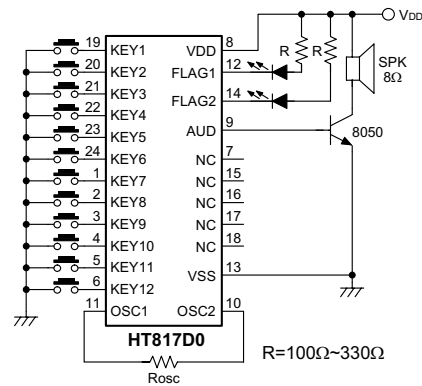 VDD
19 KEY1 VDD 8
R R
SPK
8Ω
20 KEY2 FLAG1 12
21 KEY3
22 KEY4 FLAG2 14
23 KEY5 AUD 9
8050
24 KEY6 NC 7
1 KEY7 NC 15
2 KEY8 NC 16
3 KEY9 NC 17
4 KEY10 NC 18
5 KEY11 VSS 13
6 KEY12
11 OSC1 OSC2 10
HT817D0
R=100Ω~330Ω
Rosc